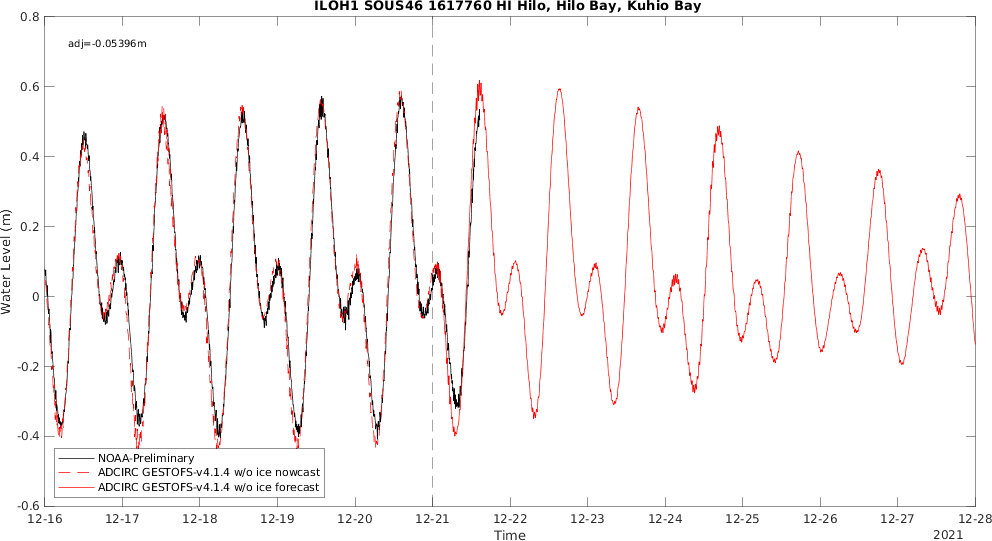 ILOH1 SOUS46 1617760 HI Hilo, Hilo Bay, Kuhio Bay
adj=-0.05396m
Water Level (m)
0.8
0.6
0.4
0.2
0
-0.2
-0.4
-0.6
NOAA-Preliminary
ADCIRC GESTOFS-v4.1.4 w/o ice nowcast
ADCIRC GESTOFS-v4.1.4 w/o ice forecast
12-16 12-17 12-18 12-19 12-20 12-21 12-22 12-23 12-24 12-25 12-26 12-27 12-28
Time
2021